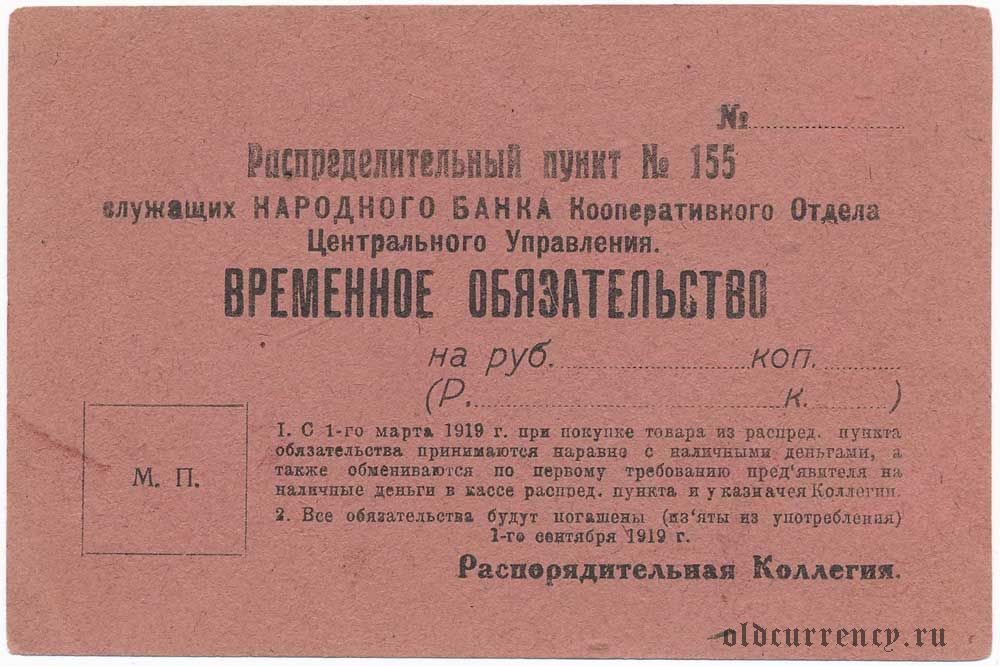 №
Распределительный пункт № 155
служащих НАРОДНОГО БАНКА Кооперативного Отдела
Центрального Управления.
ВРЕМЕННОЕ ОБЯЗАТЕЛЬСТВО
на руб. коп.
(Р. к. )
1. С 1-го марта 1919 г. при покупке товара из распред. пункта
обязательства принимаются наравне с наличными деньгами, а
также обмениваются по первому требованию пред‘явителя на
наличные деньги в кассе распред. пункта и у казначея Коллегии.
М. П.
2. Все обязательства будут погашены (из‘яты из употребления)
1-го сентября 1919 г.
Распорядительная Коллегия.
oldcurrency.ru